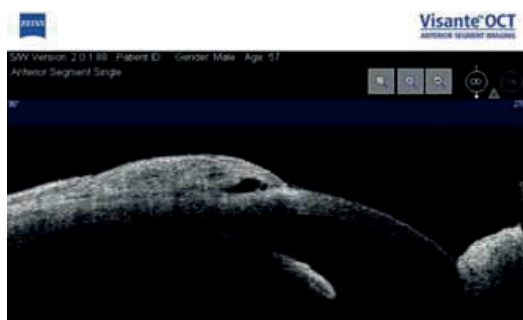 ZEISS
Visante™ OCT
ANTERIOR SEGMENT IMAGING
S/W Version: 2.0.1.88 Patient ID: Gender: Male Age: 57
Anterior Segment Single
OD